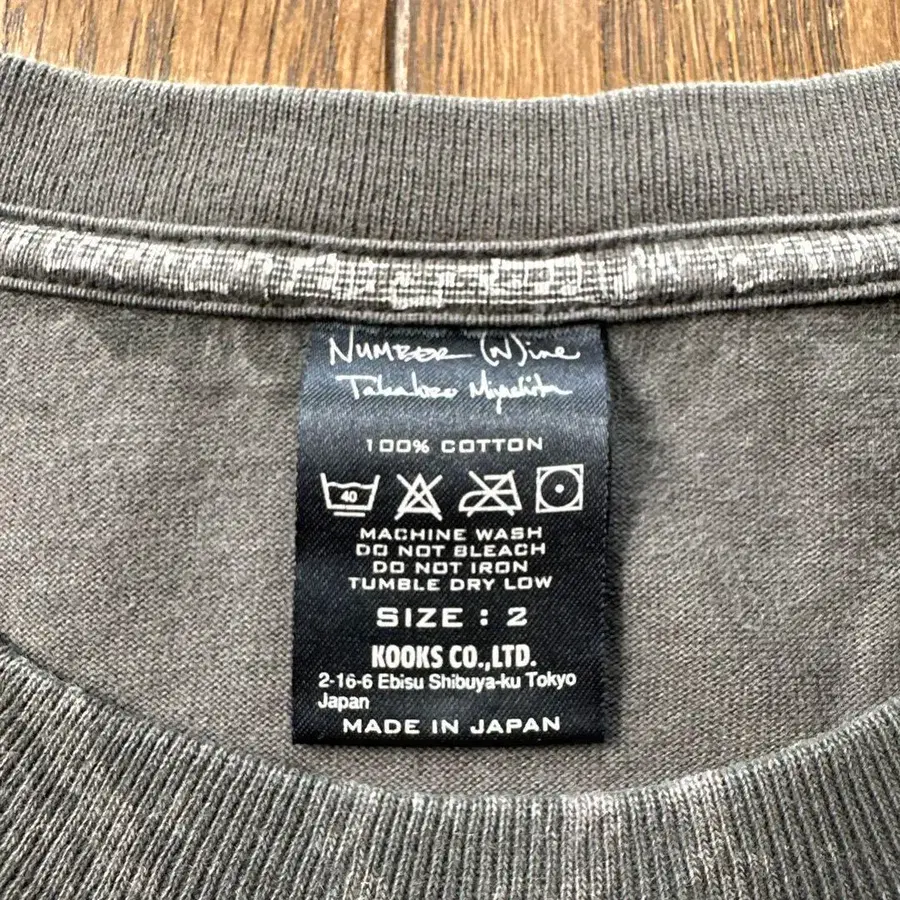 NUMBER (N)ine
Takahiro Miyashita
100% COTTON
40
MACHINE WASH
DO NOT BLEACH
DO NOT IRON
TUMBLE DRY LOW
SIZE : 2
KOOKS CO.,LTD.
2-16-6 Ebisu Shibuya-ku Tokyo
Japan
MADE IN JAPAN